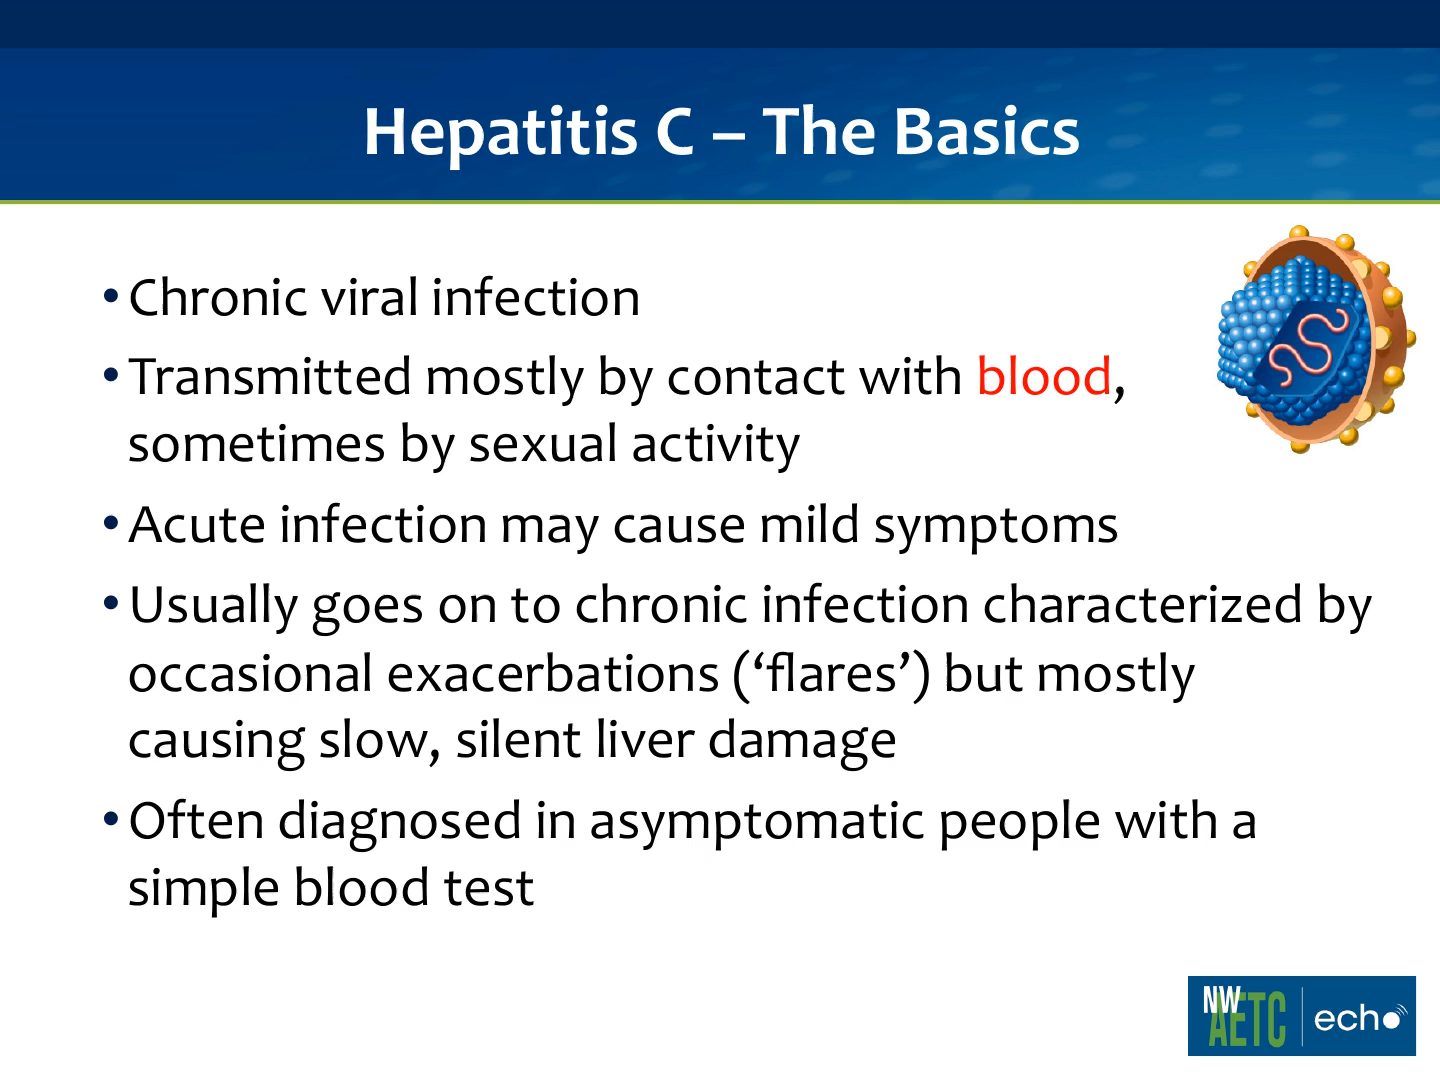 Hepatitis C – The Basics
• Chronic viral infection
• Transmitted mostly by contact with blood,
sometimes by sexual activity
• Acute infection may cause mild symptoms
• Usually goes on to chronic infection characterized by
occasional exacerbations (‘flares’) but mostly
causing slow, silent liver damage
• Often diagnosed in asymptomatic people with a
simple blood test
NW AETC echo